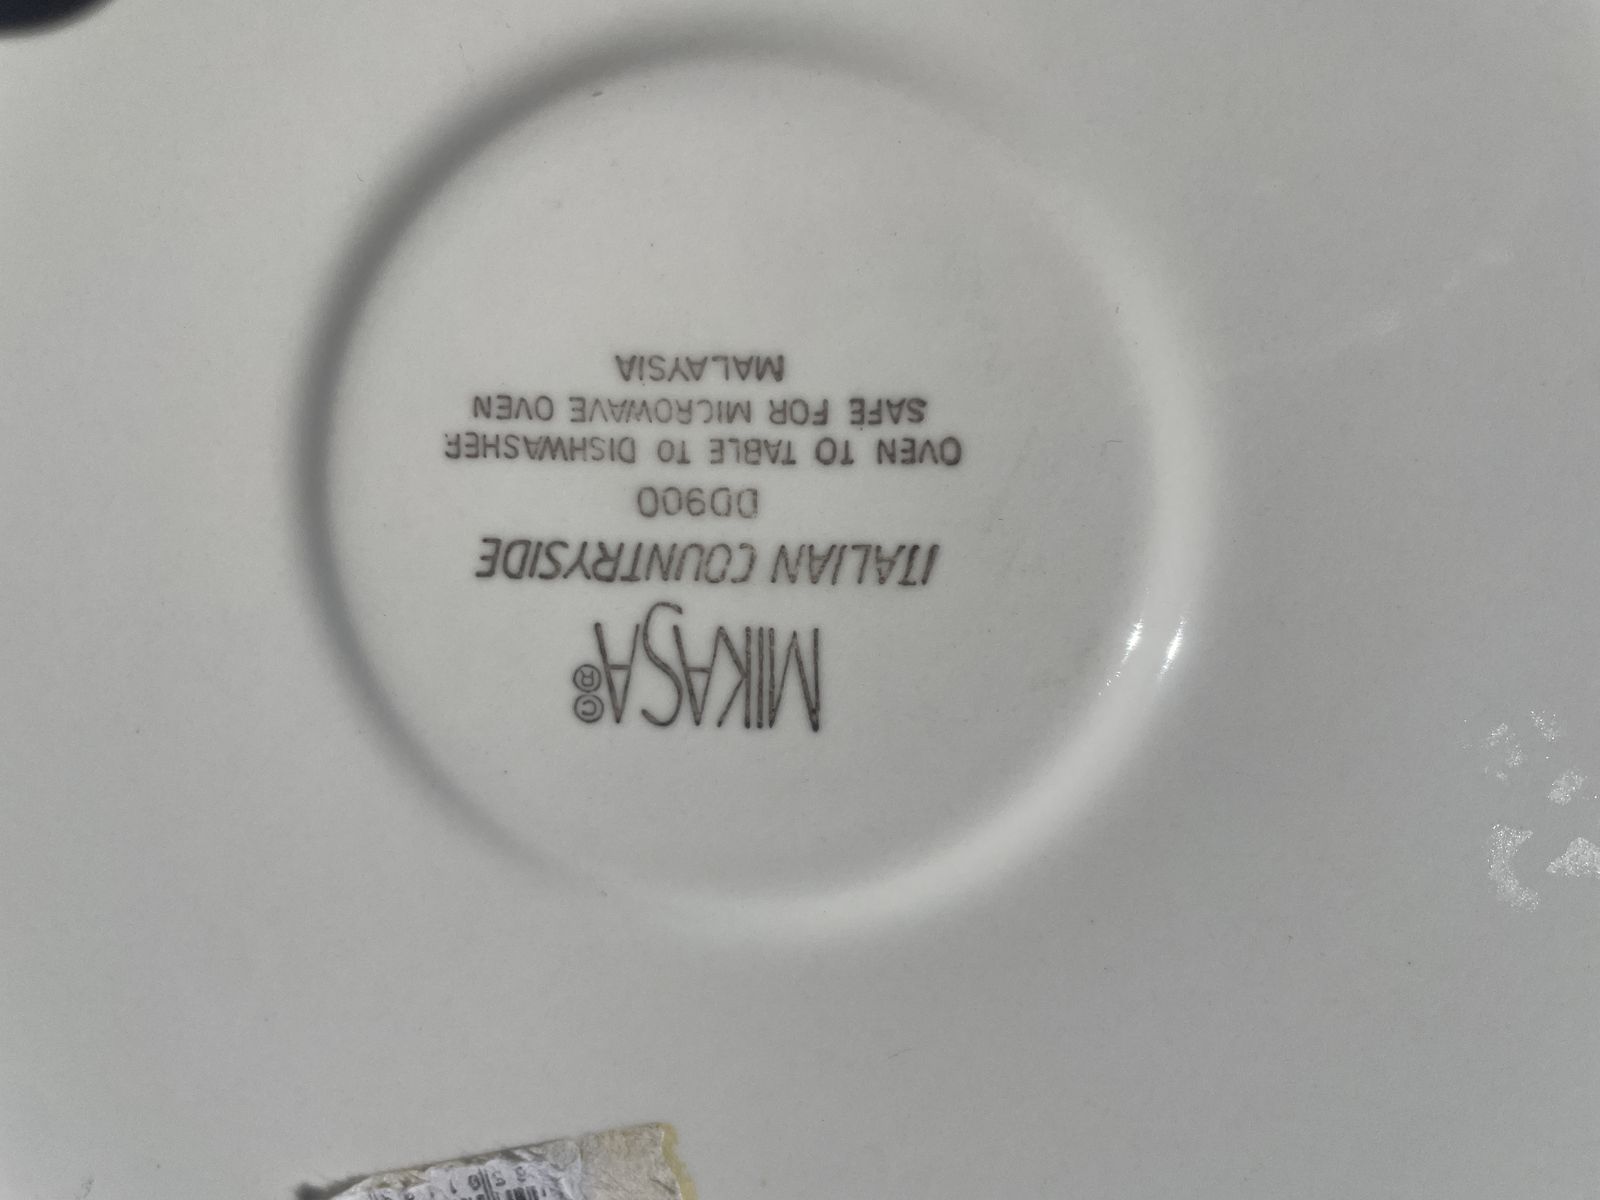 MIKASA©®
ITALIAN COUNTRYSIDE
DD900
OVEN TO TABLE TO DISHWASHER
SAFE FOR MICROWAVE OVEN
MALAYSIA